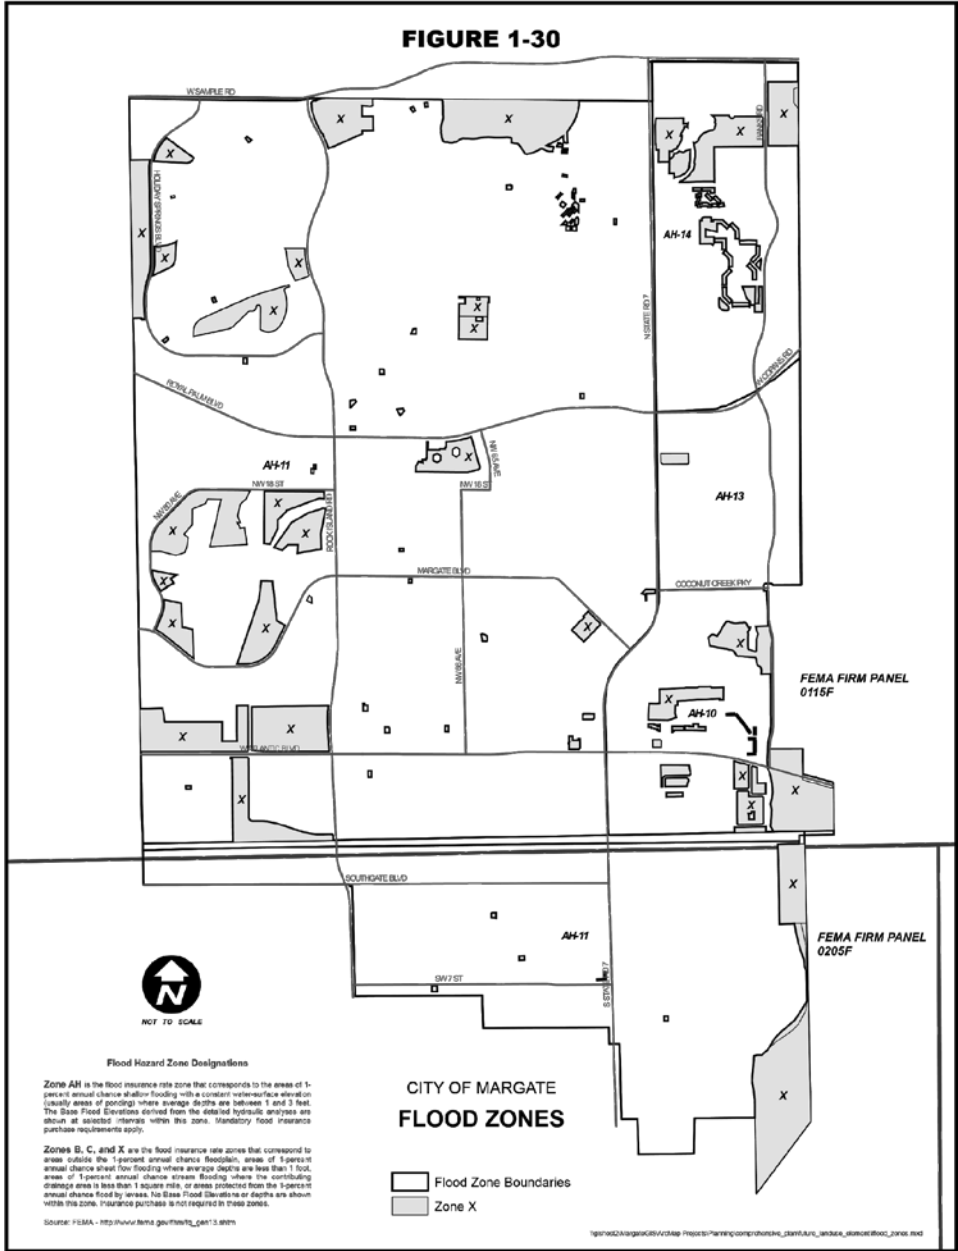 FIGURE 1-30
W SAMPLE RD
X
X
X
X
X
X
HOLIDAY SPRINGS BLVD
X
AH-14
X
X
X
X
X
X
N STATE RD 7
W COPANS RD
ROYAL PALM BLVD
X
NW 65 AVE
AH-11
NW 18 ST
NW 16 ST
AH-13
NW 80 AVE
X
X
X
ROCK ISLAND RD
MARGATE BLVD
X
COCONUT CREEK PKY
X
X
X
X
NW 66 AVE
FEMA FIRM PANEL
0115F
X
AH-10
X
X
W ATLANTIC BLVD
X
X
X
X
SOUTHGATE BLVD
X
AH-11
FEMA FIRM PANEL
0205F
SW 7 ST
S STATE RD 7
N
NOT TO SCALE
X
Flood Hazard Zone Designations
Zone AH is the flood insurance rate zone that corresponds to the areas of 1-
percent annual chance shallow flooding with a constant water-surface elevation
(usually areas of ponding) where average depths are between 1 and 3 feet.
The Base Flood Elevations derived from the detailed hydraulic analyses are
shown at selected intervals within this zone. Mandatory flood insurance
purchase requirements apply.
Zones B, C, and X are the flood insurance rate zones that correspond to
areas outside the 1-percent annual chance floodplain, areas of 1-percent
annual chance sheet flow flooding where average depths are less than 1 foot,
areas of 1-percent annual chance stream flooding where the contributing
drainage area is less than 1 square mile, or areas protected from the 1-percent
annual chance flood by levees. No Base Flood Elevations or depths are shown
within this zone. Insurance purchase is not required in these zones.
Source: FEMA - http://www.fema.gov/fhm/fq_gen13.shtm
CITY OF MARGATE
FLOOD ZONES
Flood Zone Boundaries
Zone X